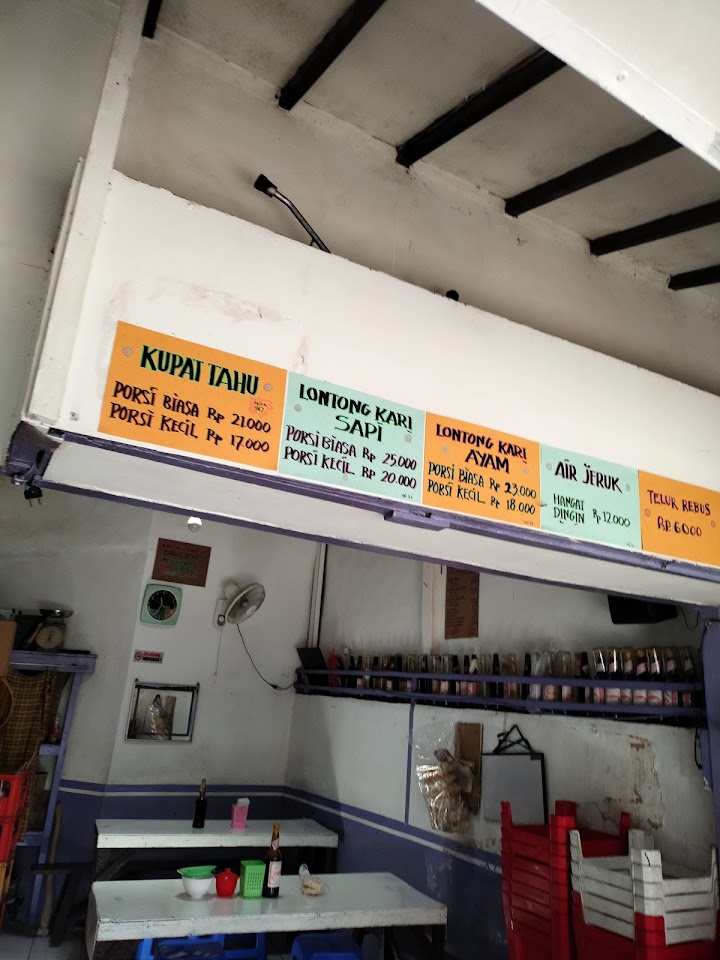 KUPAT TAHU
PORSI BIASA Rp 21.000
PORSI KECIL Rp 17.000
LONTONG KARI
SAPI
PORSI BIASA Rp 25.000
PORSI KECIL Rp 20.000
LONTONG KARI
AYAM
PORSI BIASA Rp 23.000
PORSI KECIL Rp 18.000
AIR JERUK
HANGAT
DINGIN Rp 12.000
TELUR REBUS
Rp. 6000